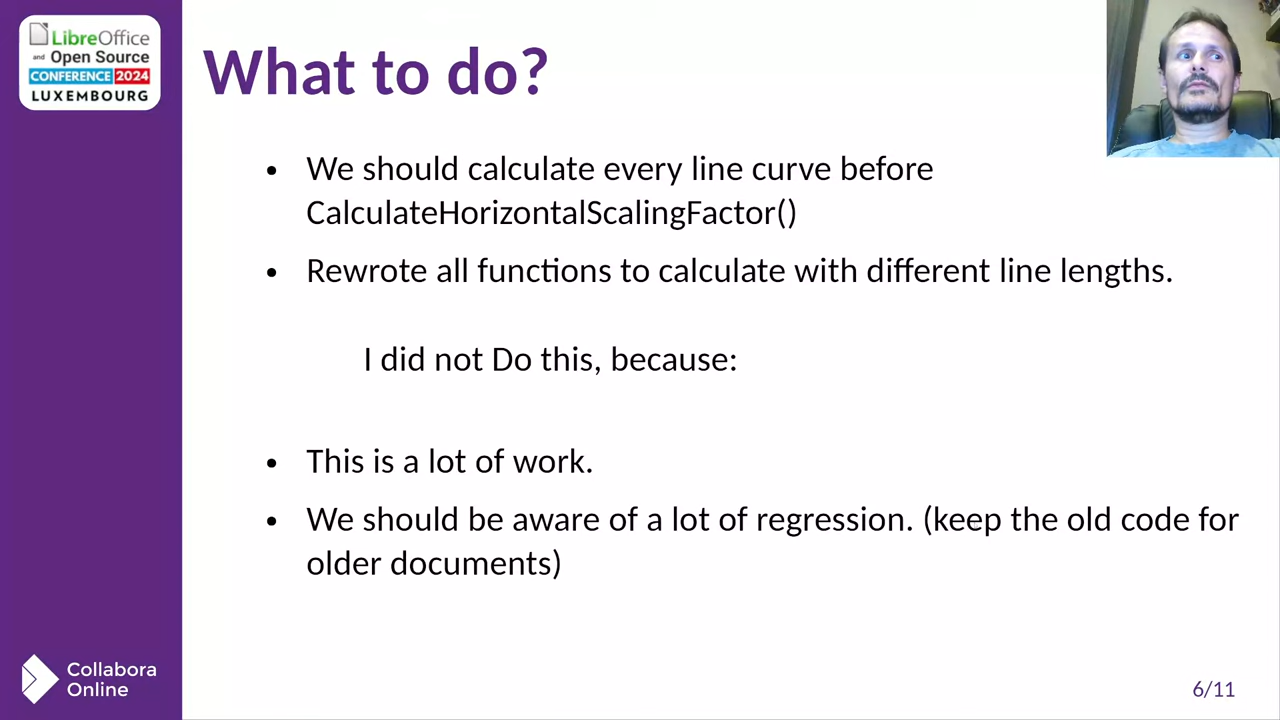 LibreOffice
and Open Source
CONFERENCE 2024
LUXEMBOURG
What to do?
• We should calculate every line curve before
CalculateHorizontalScalingFactor()
• Rewrote all functions to calculate with different line lengths.
I did not Do this, because:
• This is a lot of work.
• We should be aware of a lot of regression. (keep the old code for
older documents)
Collabora
Online
6/11